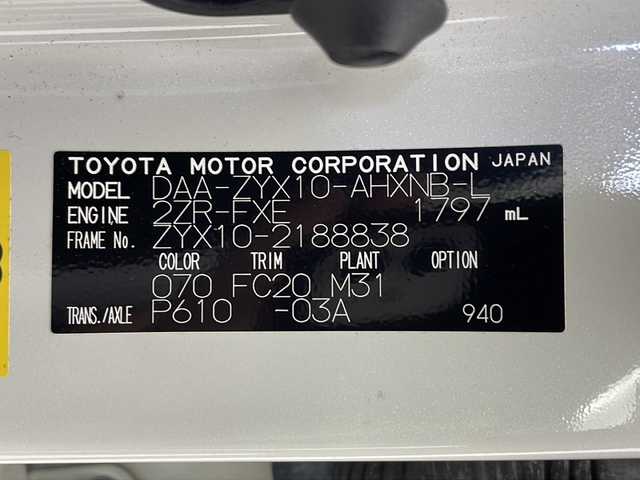 TOYOTA MOTOR CORPORATION JAPAN
MODEL DAA-ZYX10-AHXNB-L
ENGINE 2ZR-FXE 1797 mL
FRAME No. ZYX10-2188838
COLOR TRIM PLANT OPTION
070 FC20 M31
TRANS./AXLE P610 -03A 940